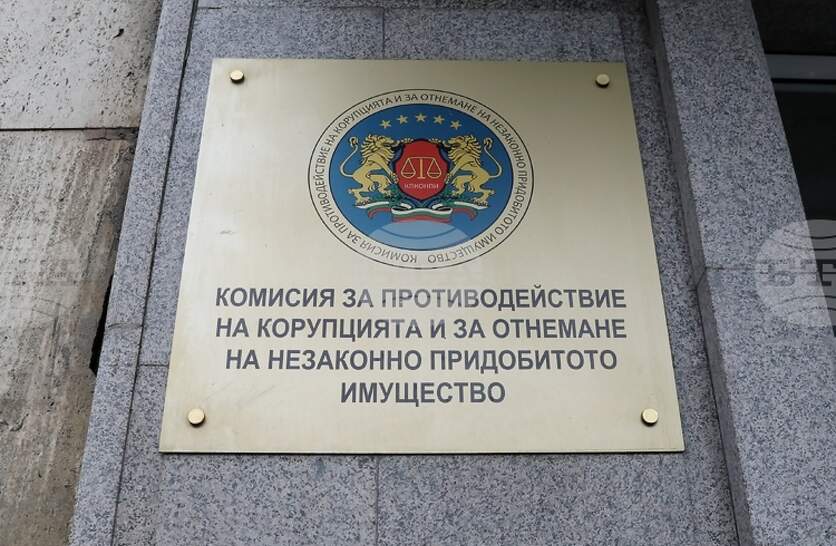 КОМИСИЯ ЗА ПРОТИВОДЕЙСТВИЕ НА КОРУПЦИЯТА И ЗА ОТНЕМАНЕ НА НЕЗАКОННО ПРИДОБИТОТО ИМУЩЕСТВО
КПКОНПИ
КОМИСИЯ ЗА ПРОТИВОДЕЙСТВИЕ
НА КОРУПЦИЯТА И ЗА ОТНЕМАНЕ
НА НЕЗАКОННО ПРИДОБИТОТО
ИМУЩЕСТВО